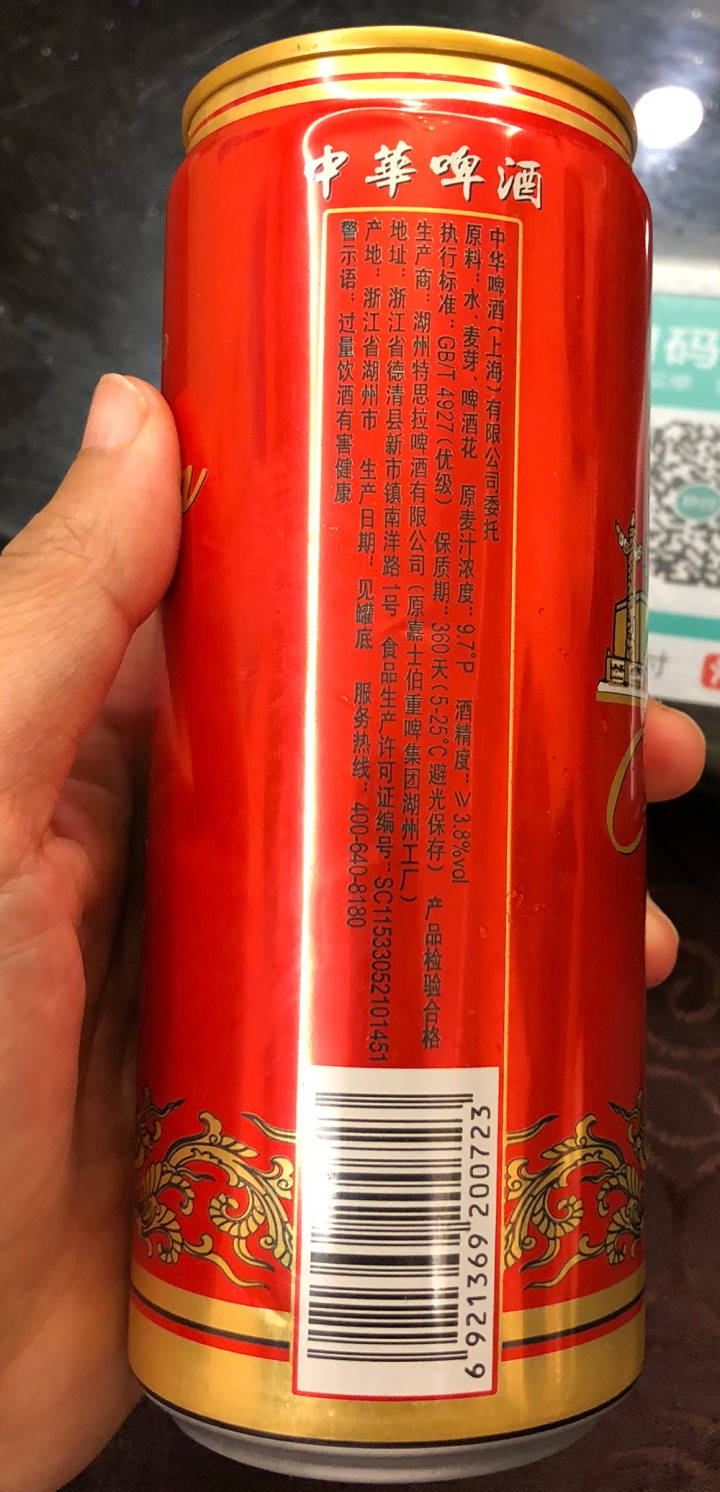 中華啤酒
中华啤酒(上海)有限公司委托
原料:水、麦芽、啤酒花 原麦汁浓度:9.7°P 酒精度:≥3.8%vol
执行标准:GB/T 4927(优级) 保质期:360天(5-25°C避光保存) 产品检验合格
生产商:湖州特思拉啤酒有限公司(原嘉士伯重啤集团湖州工厂)
地址:浙江省德清县新市镇南洋路1号 食品生产许可证编号:SC11533052101451
产地:浙江省湖州市 生产日期:见罐底 服务热线:400-640-8180
警示语:过量饮酒有害健康
6 921369 200723
码
付